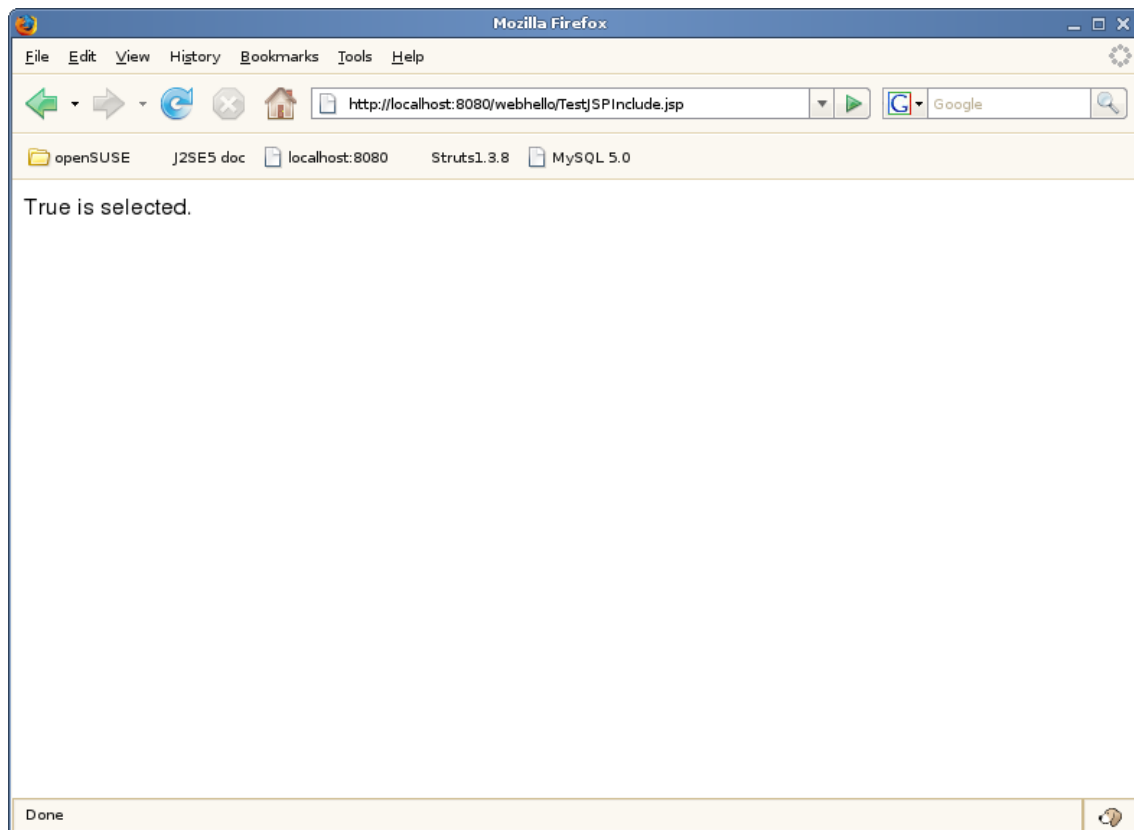 Mozilla Firefox
File Edit View History Bookmarks Tools Help
http://localhost:8080/webhello/TestJSPInclude.jsp G Google
openSUSE J2SE5 doc localhost:8080 Struts1.3.8 MySQL 5.0
True is selected.
Done